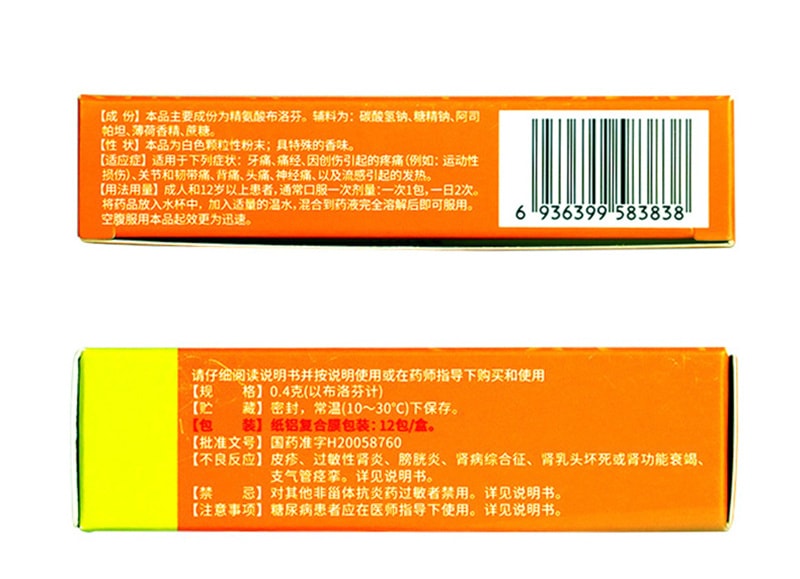 【成 份】本品主要成份为精氨酸布洛芬。辅料为：碳酸氢钠、糖精钠、阿司
帕坦、薄荷香精、蔗糖。
【性 状】本品为白色颗粒性粉末；具特殊的香味。
【适应症】适用于下列症状：牙痛、痛经、因创伤引起的疼痛(例如：运动性
损伤)、关节和韧带痛、背痛、头痛、神经痛、以及流感引起的发热。
【用法用量】成人和12岁以上患者，通常口服一次剂量：一次1包，一日2次。
将药品放入水杯中，加入适量的温水，混合到药液完全溶解后即可服用。
空腹服用本品起效更为迅速。
6 936399 583838
请仔细阅读说明书并按说明使用或在药师指导下购买和使用
【规 格】0.4克(以布洛芬计)
【贮 藏】密封，常温(10～30℃)下保存。
【包 装】纸铝复合膜包装：12包/盒。
【批准文号】国药准字H20058760
【不良反应】皮疹、过敏性肾炎、膀胱炎、肾病综合征、肾乳头坏死或肾功能衰竭、
支气管痉挛。详见说明书。
【禁 忌】对其他非甾体抗炎药过敏者禁用。详见说明书。
【注意事项】糖尿病患者应在医师指导下使用。详见说明书。